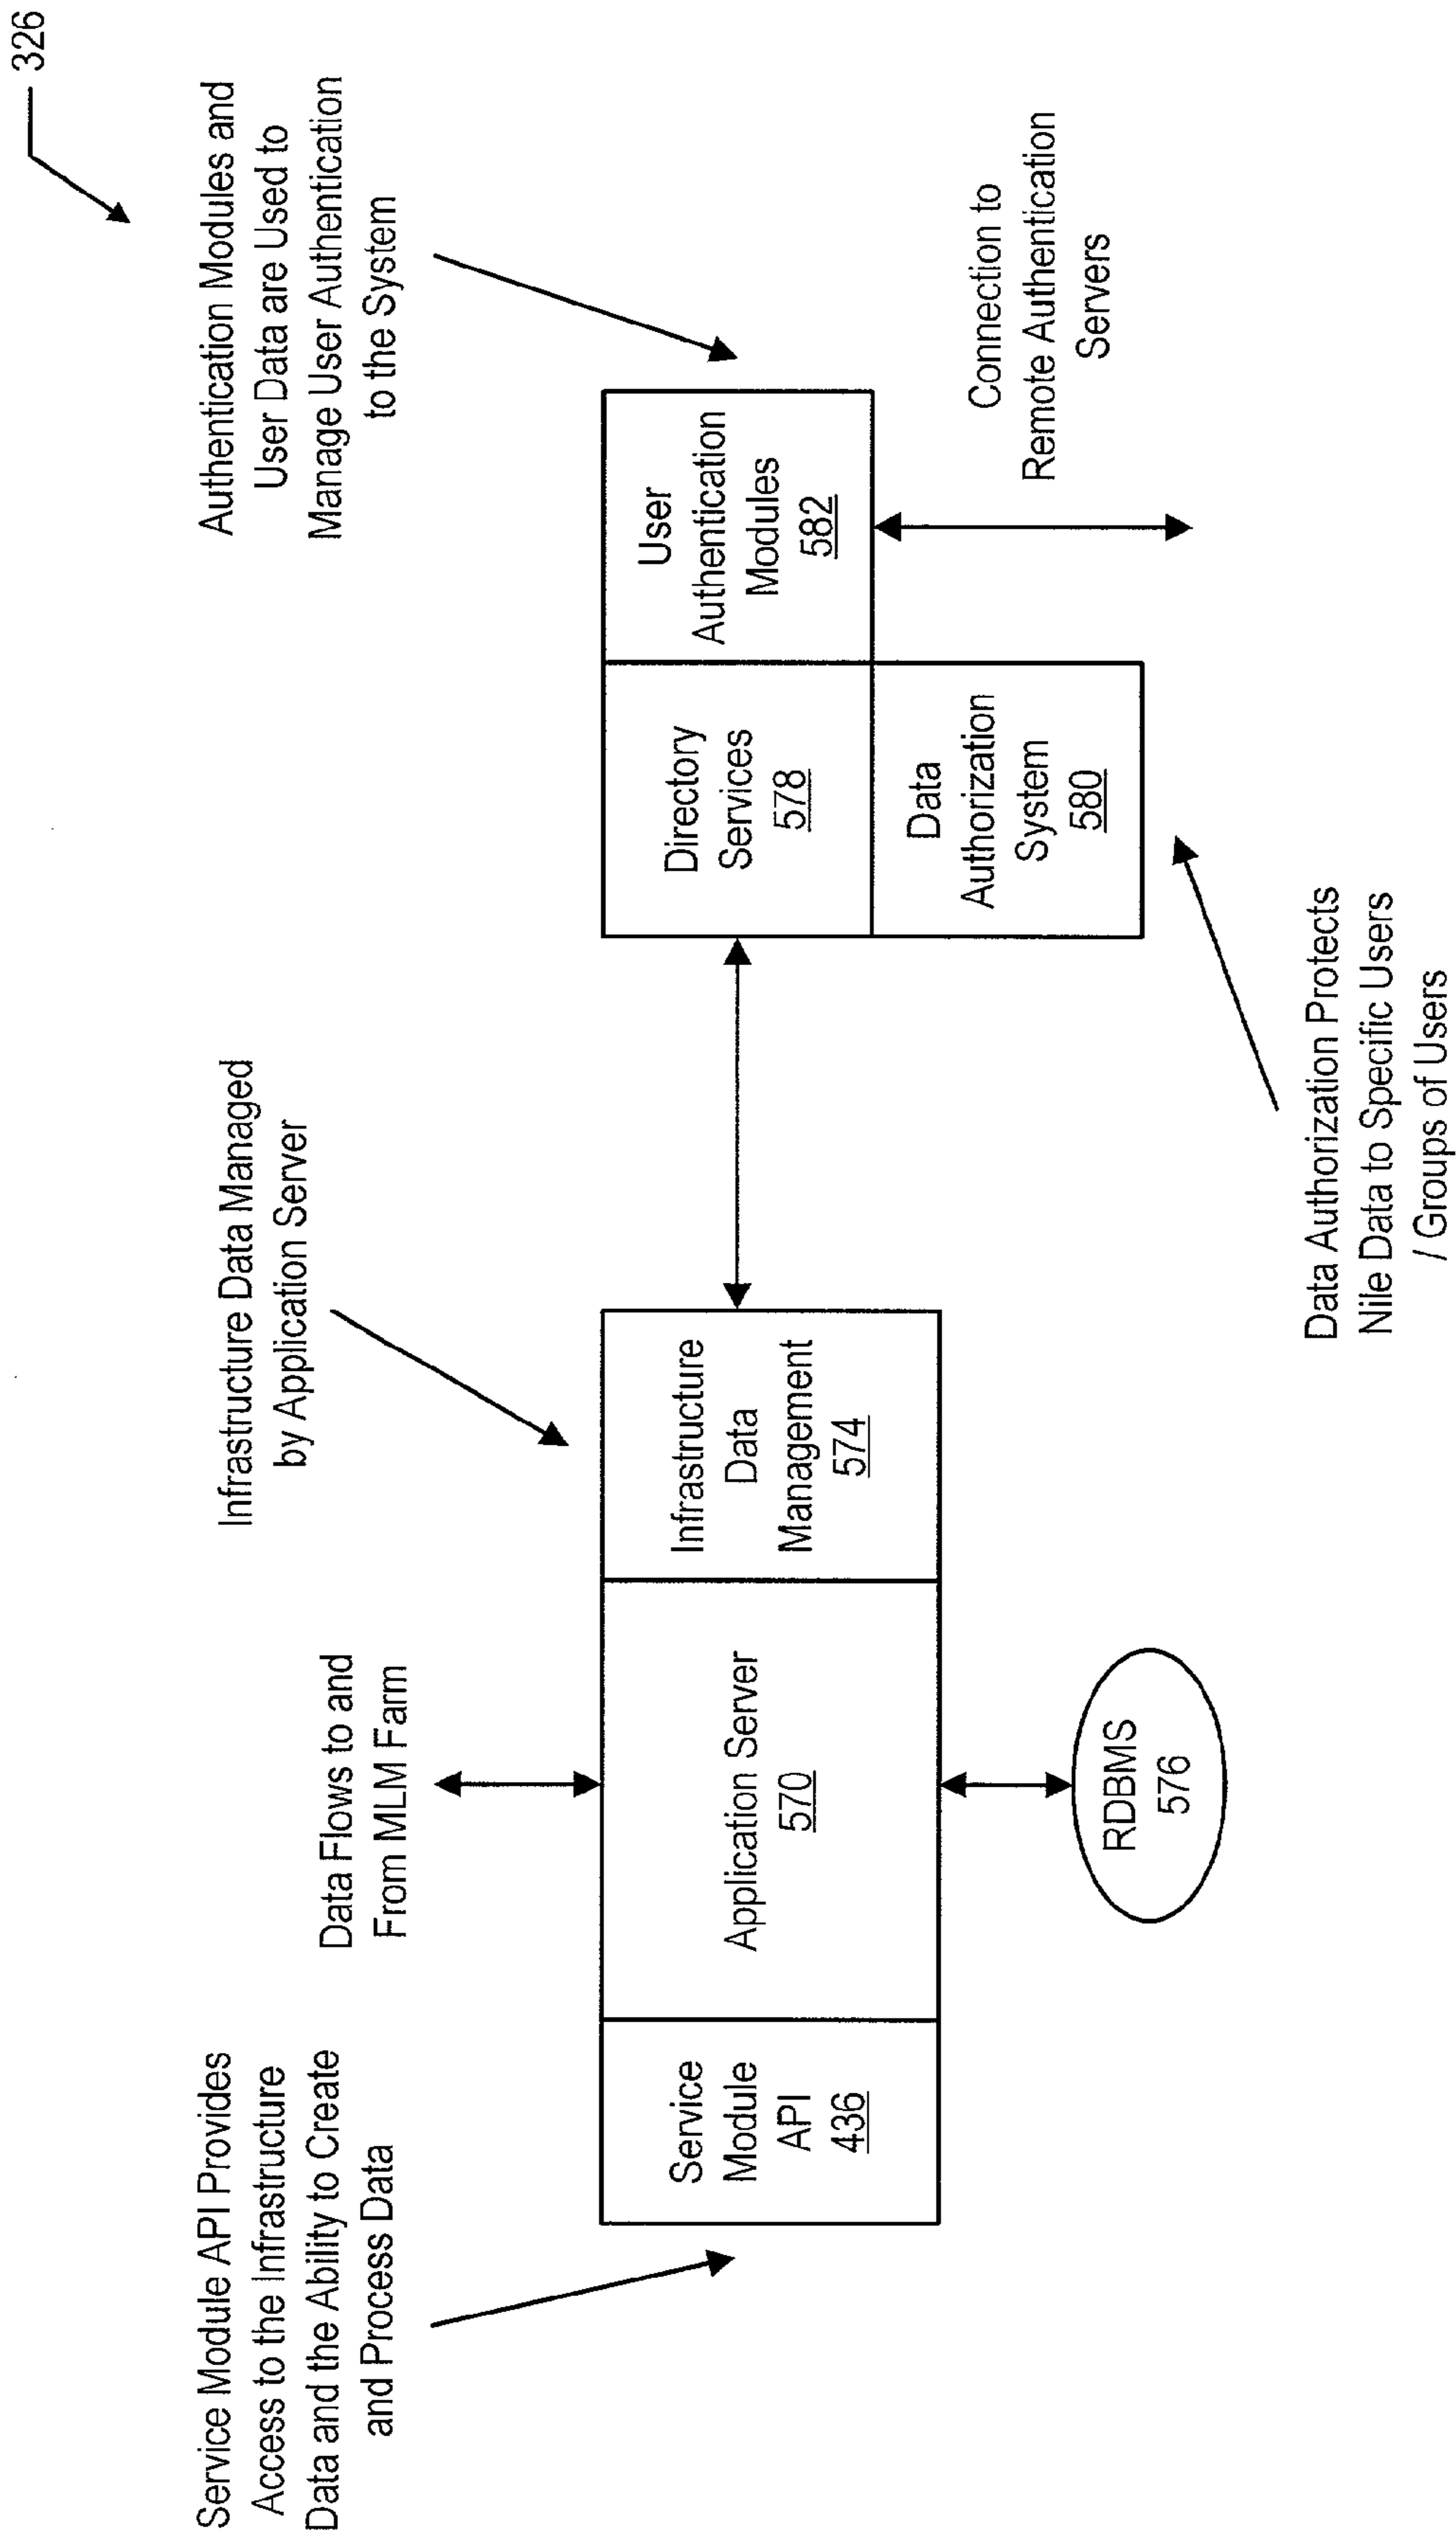 326
Service Module API Provides
Access to the Infrastructure
Data and the Ability to Create
and Process Data
Data Flows to and
From MLM Farm
Infrastructure Data Managed
by Application Server
Authentication Modules and
User Data are Used to
Manage User Authentication
to the System
Service
Module
API
436
Application Server
570
Infrastructure
Data
Management
574
Directory
Services
578
User
Authentication
Modules
582
Data
Authorization
System
580
Connection to
Remote Authentication
Servers
RDBMS
576
Data Authorization Protects
Nile Data to Specific Users
/ Groups of Users